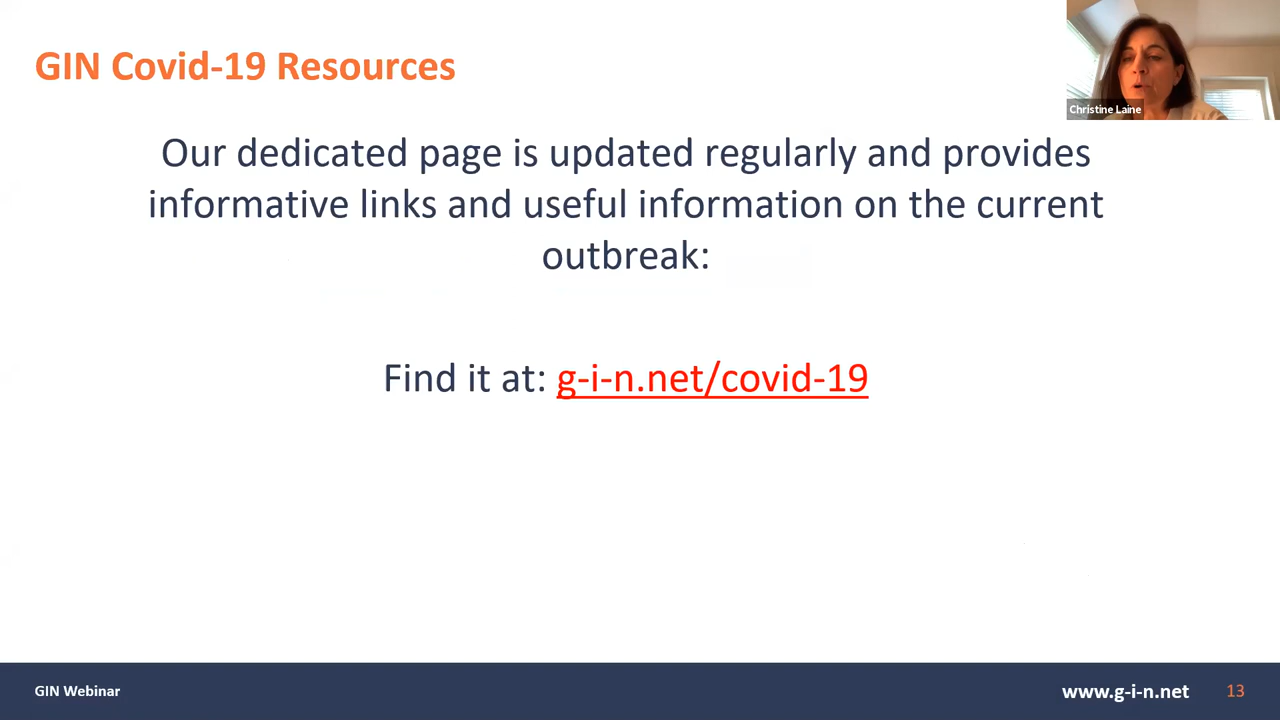 GIN Covid-19 Resources
Christine Laine
Our dedicated page is updated regularly and provides
informative links and useful information on the current
outbreak:
Find it at: g-i-n.net/covid-19
GIN Webinar
www.g-i-n.net
13